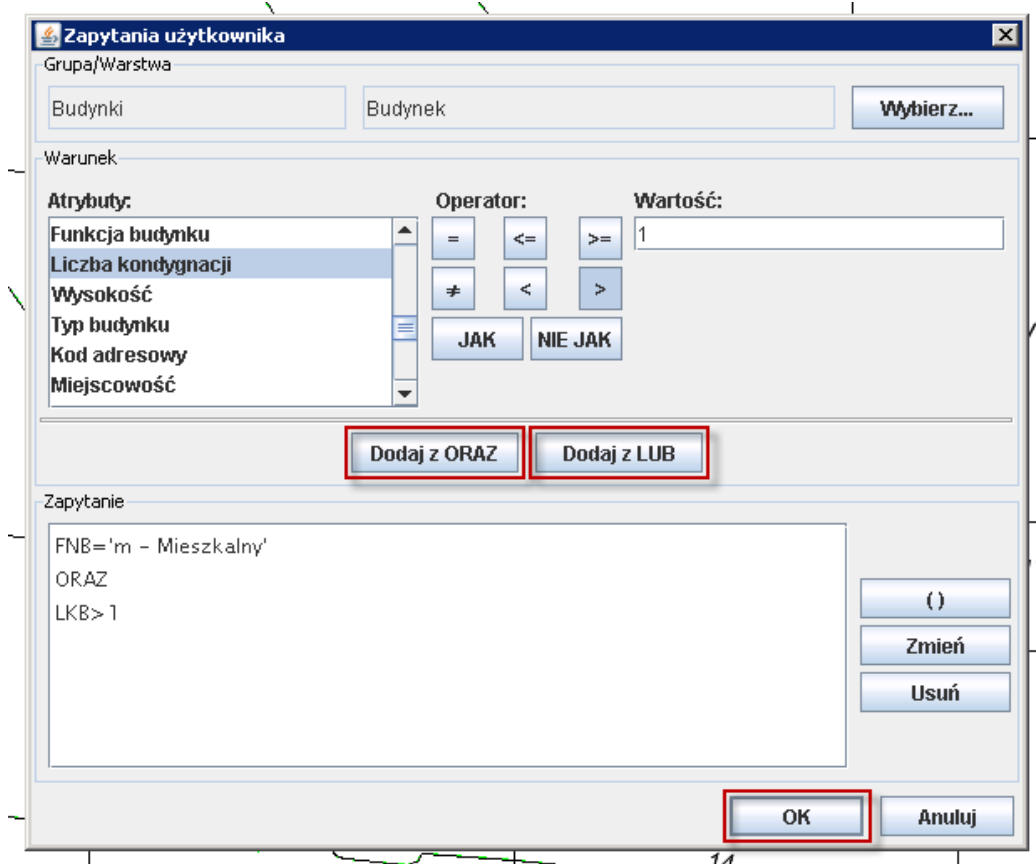 Zapytania użytkownika
Grupa/Warstwa
Budynki Budynek Wybierz...
Warunek
Atrybuty: Operator: Wartość:
Funkcja budynku = <= >= 1
Liczba kondygnacji
Wysokość ≠ < >
Typ budynku JAK NIE JAK
Kod adresowy
Miejscowość
Dodaj z ORAZ Dodaj z LUB
Zapytanie
FNB='m – Mieszkalny'
ORAZ
LKB>1
()
Zmień
Usuń
OK Anuluj
14